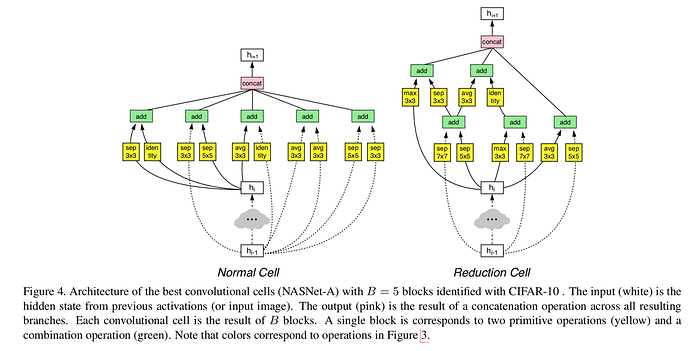 h_{i+1}
concat
add add add add add
sep 3x3 iden tity sep 3x3 sep 5x5 avg 3x3 iden tity avg 3x3 avg 3x3 sep 5x5 sep 3x3
h_i
...
h_{i-1}
Normal Cell
h_{i+1}
concat
add add
max 3x3 sep 3x3 avg 3x3 iden tity
add add add
sep 7x7 sep 5x5 max 3x3 sep 7x7 avg 3x3 sep 5x5
h_i
...
h_{i-1}
Reduction Cell
Figure 4. Architecture of the best convolutional cells (NASNet-A) with B = 5 blocks identified with CIFAR-10 . The input (white) is the
hidden state from previous activations (or input image). The output (pink) is the result of a concatenation operation across all resulting
branches. Each convolutional cell is the result of B blocks. A single block is corresponds to two primitive operations (yellow) and a
combination operation (green). Note that colors correspond to operations in Figure 3.